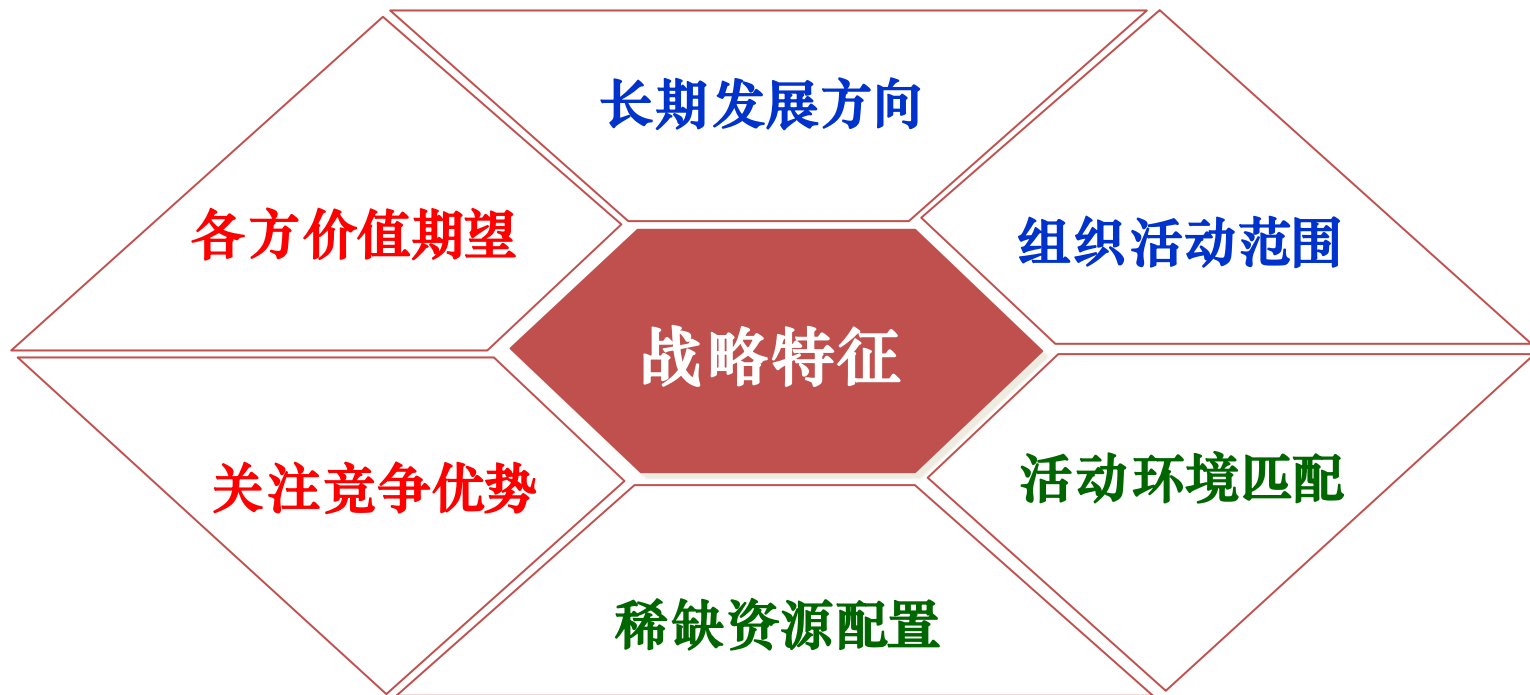 长期发展方向
各方价值期望
组织活动范围
战略特征
关注竞争优势
活动环境匹配
稀缺资源配置